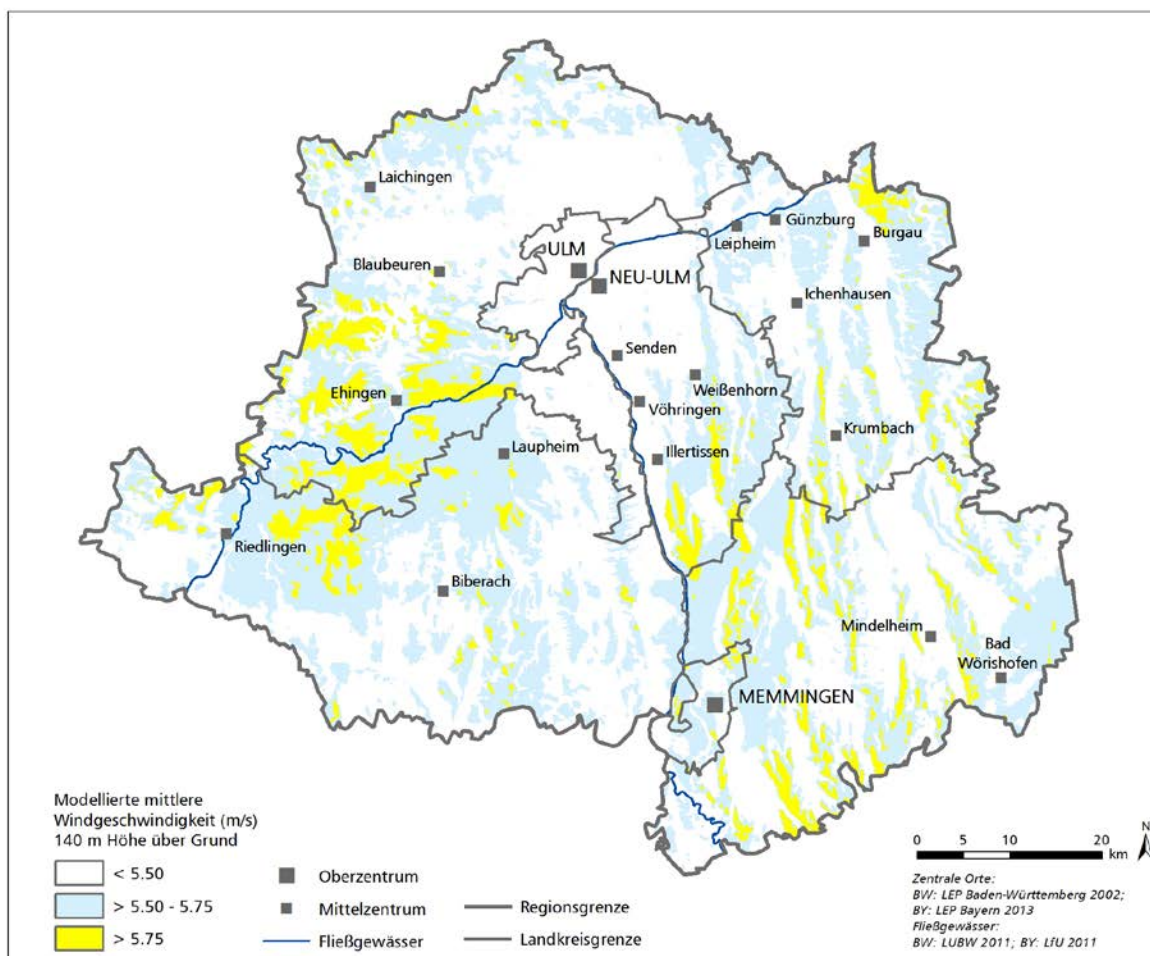 Laichingen
Günzburg
Leipheim
Burgau
ULM
Blaubeuren
NEU-ULM
Ichenhausen
Senden
Weißenhorn
Ehingen
Vöhringen
Krumbach
Laupheim
Illertissen
Riedlingen
Biberach
Mindelheim
Bad
Wörishofen
MEMMINGEN
Modellierte mittlere
Windgeschwindigkeit (m/s)
140 m Höhe über Grund
< 5.50
> 5.50 - 5.75
> 5.75
Oberzentrum
Mittelzentrum
Fließgewässer
Regionsgrenze
Landkreisgrenze
0 5 10 20
km
N
Zentrale Orte:
BW: LEP Baden-Württemberg 2002;
BY: LEP Bayern 2013
Fließgewässer:
BW: LUBW 2011; BY: LfU 2011